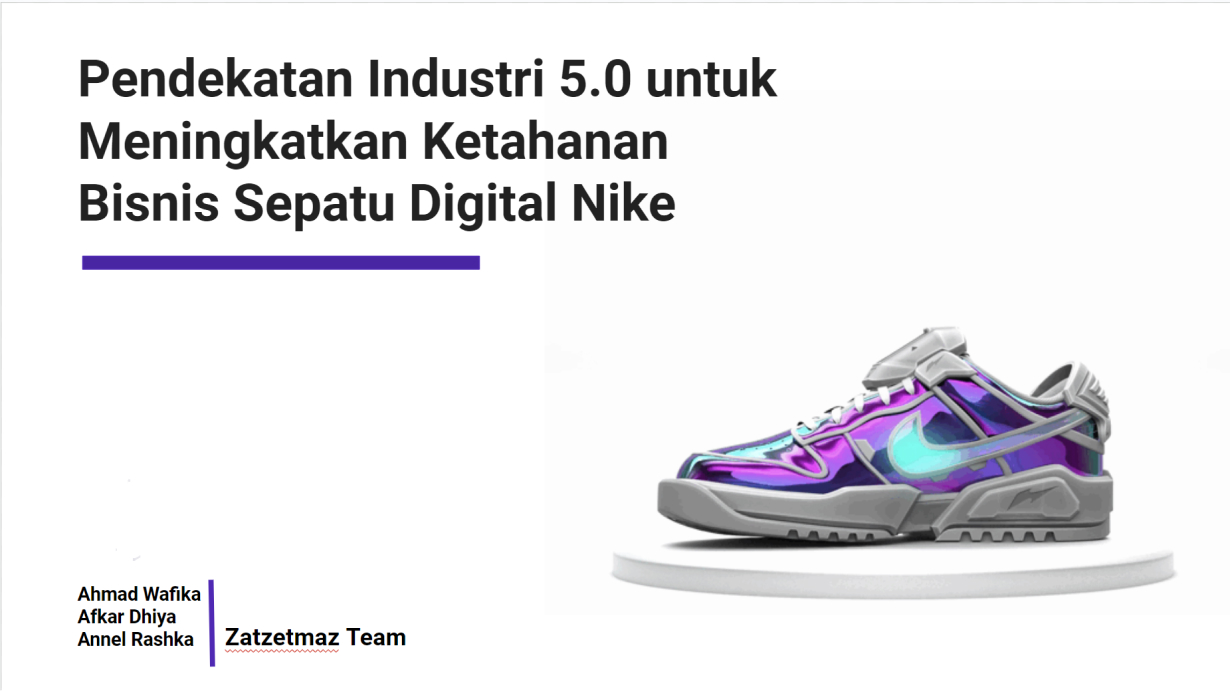 Pendekatan Industri 5.0 untuk
Meningkatkan Ketahanan
Bisnis Sepatu Digital Nike
Ahmad Wafika
Afkar Dhiya
Annel Rashka
Zatzetmaz Team